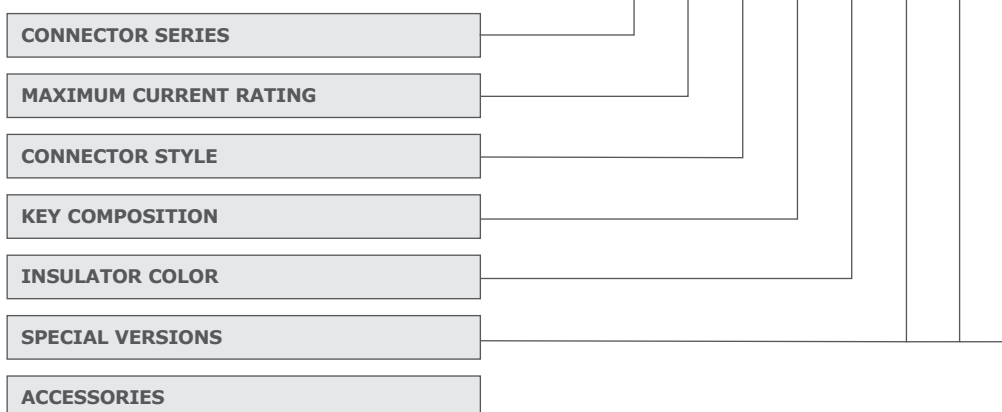 CONNECTOR SERIES
MAXIMUM CURRENT RATING
CONNECTOR STYLE
KEY COMPOSITION
INSULATOR COLOR
SPECIAL VERSIONS
ACCESSORIES